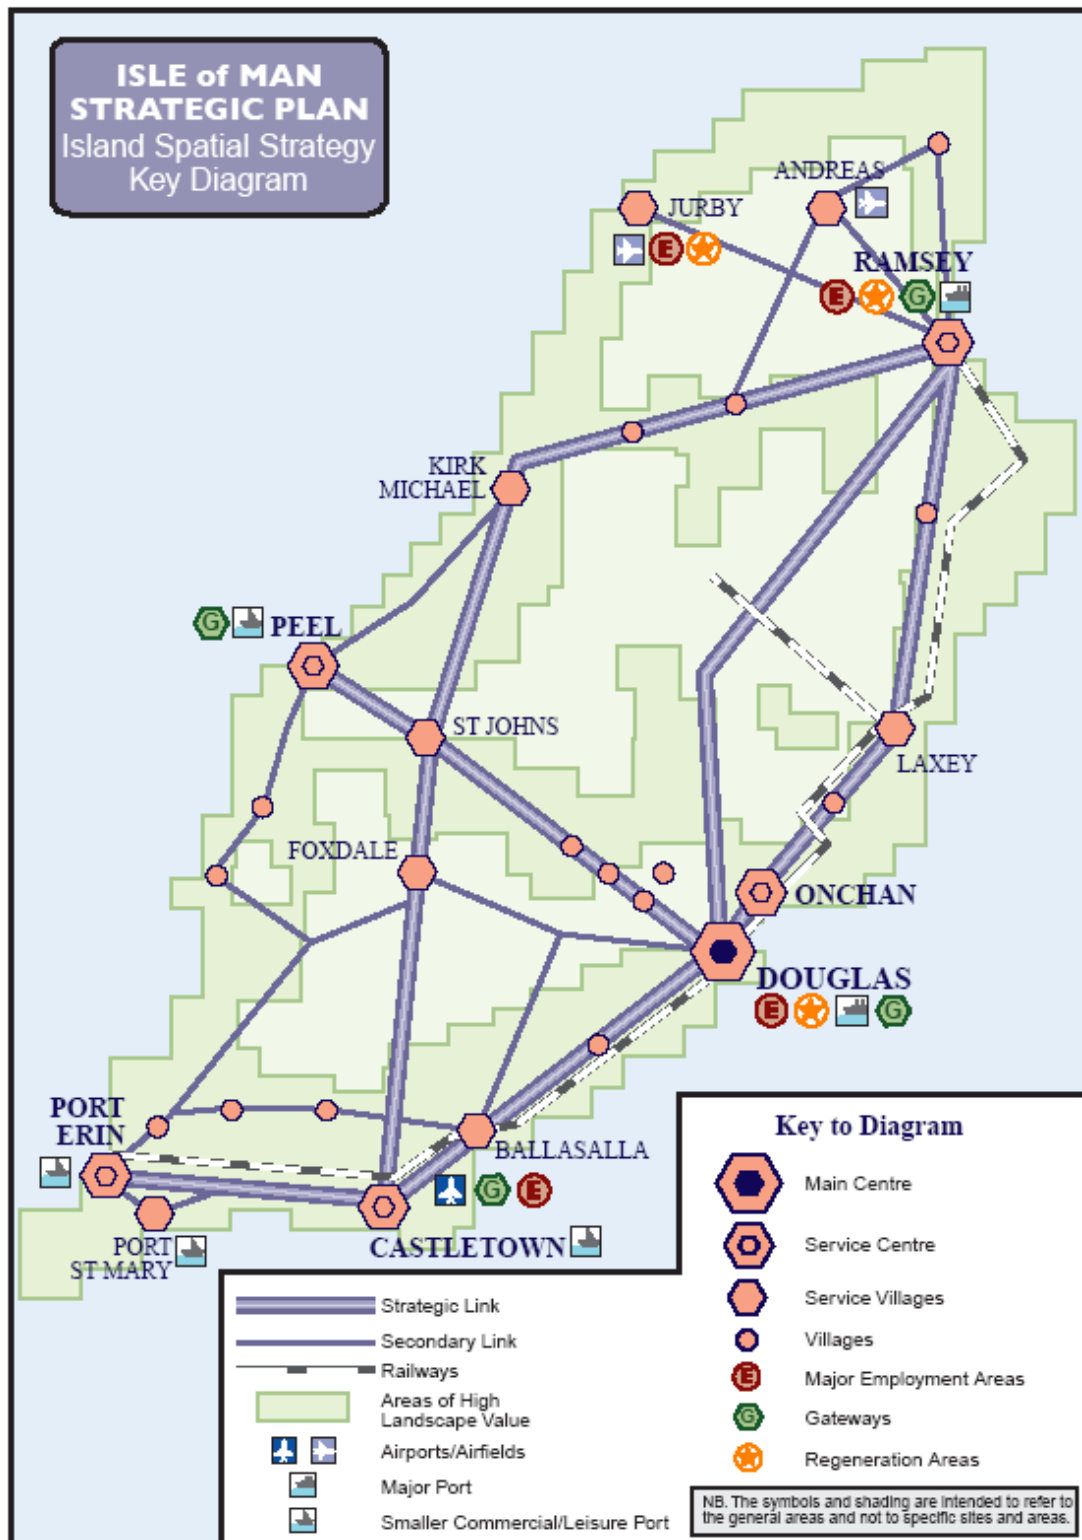 ISLE of MAN
STRATEGIC PLAN
Island Spatial Strategy
Key Diagram
ANDREAS
JURBY
E
RAMSEY
E
G
KIRK
MICHAEL
G
PEEL
ST JOHNS
LAXEY
FOXDALE
ONCHAN
DOUGLAS
E
G
PORT
ERIN
BALLASALLA
G
E
CASTLETOWN
PORT
ST MARY
Strategic Link
Secondary Link
Railways
Areas of High
Landscape Value
Airports/Airfields
Major Port
Smaller Commercial/Leisure Port
Key to Diagram
Main Centre
Service Centre
Service Villages
Villages
E
Major Employment Areas
G
Gateways
Regeneration Areas
NB. The symbols and shading are intended to refer to
the general areas and not to specific sites and areas.